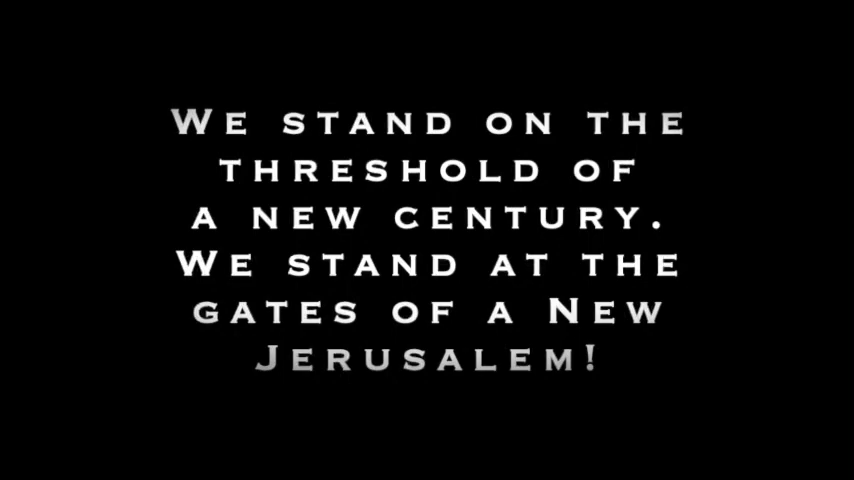 We stand on the
threshold of
a new century.
We stand at the
gates of a New
Jerusalem!